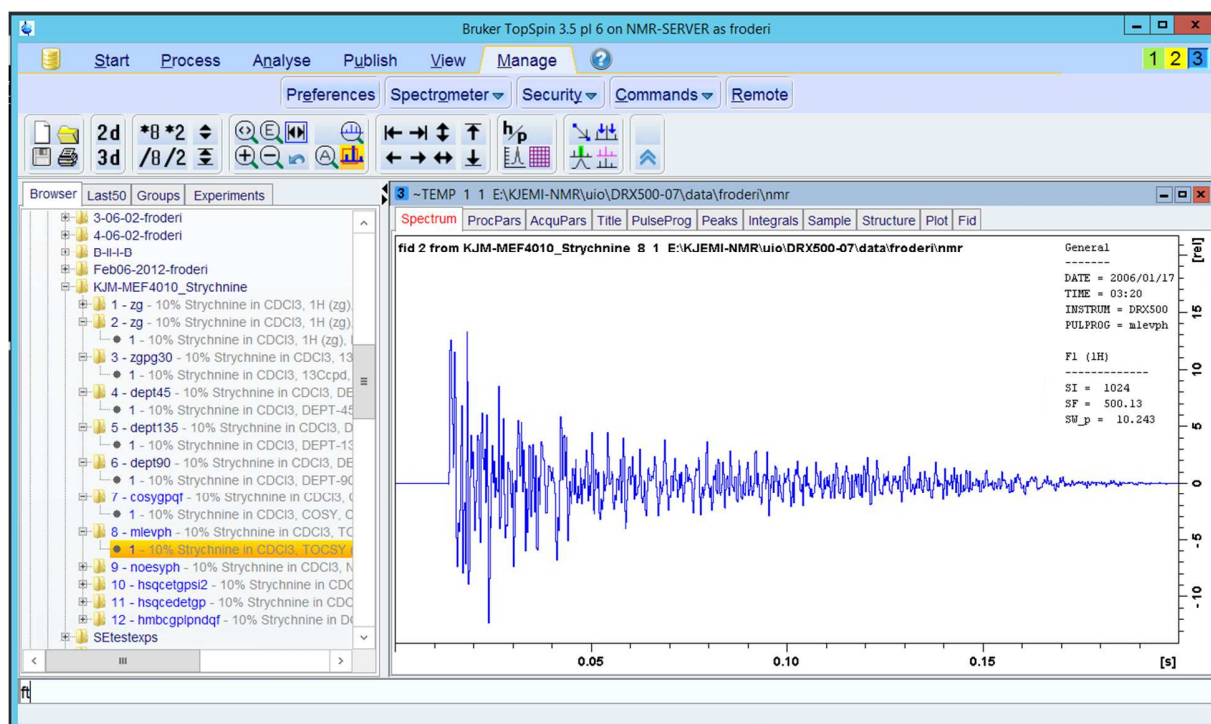 Bruker TopSpin 3.5 pl 6 on NMR-SERVER as froderi
Start Process Analyse Publish View Manage ?
1 2 3
Preferences Spectrometer Security Commands Remote
2d *8 *2 E h/p
3d /8 /2 A
Browser Last50 Groups Experiments
3-06-02-froderi
4-06-02-froderi
B-II-I-B
Feb06-2012-froderi
KJM-MEF4010_Strychnine
1 - zg - 10% Strychnine in CDCl3, 1H (zg),
2 - zg - 10% Strychnine in CDCl3, 1H (zg),
1 - 10% Strychnine in CDCl3, 1H (zg),
3 - zgpg30 - 10% Strychnine in CDCl3, 13
1 - 10% Strychnine in CDCl3, 13Ccpd,
4 - dept45 - 10% Strychnine in CDCl3, DE
1 - 10% Strychnine in CDCl3, DEPT-45
5 - dept135 - 10% Strychnine in CDCl3, D
1 - 10% Strychnine in CDCl3, DEPT-13
6 - dept90 - 10% Strychnine in CDCl3, DE
1 - 10% Strychnine in CDCl3, DEPT-90
7 - cosygpqf - 10% Strychnine in CDCl3,
1 - 10% Strychnine in CDCl3, COSY,
8 - mlevph - 10% Strychnine in CDCl3, TO
1 - 10% Strychnine in CDCl3, TOCSY
9 - noesyph - 10% Strychnine in CDCl3, N
10 - hsqcetgpsi2 - 10% Strychnine in CDC
11 - hsqcedetgp - 10% Strychnine in CDC
12 - hmbcgplpndqf - 10% Strychnine in
SEtestexps
3 ~TEMP 1 1 E:\KJEMI-NMR\uio\DRX500-07\data\froderi\nmr
Spectrum ProcPars AcquPars Title PulseProg Peaks Integrals Sample Structure Plot Fid
fid 2 from KJM-MEF4010_Strychnine 8 1 E:\KJEMI-NMR\uio\DRX500-07\data\froderi\nmr
General
-------
DATE = 2006/01/17
TIME = 03:20
INSTRUM = DRX500
PULPROG = mlevph
F1 (1H)
-------------
SI = 1024
SF = 500.13
SW_p = 10.243
[rel]
15
10
5
0
-5
-10
0.05 0.10 0.15 [s]
ft